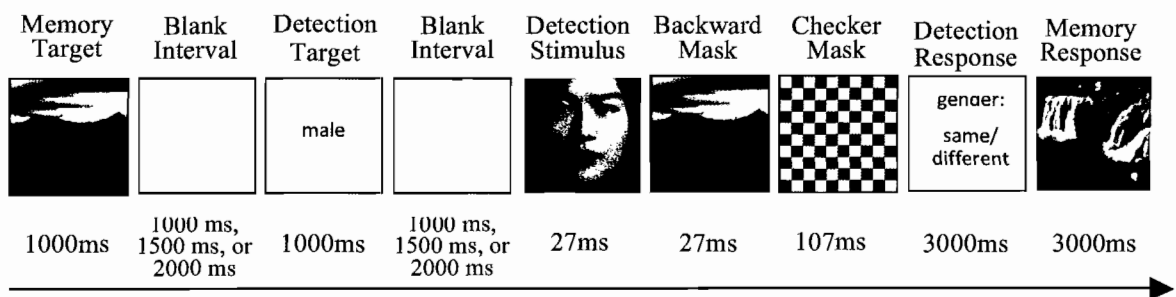 Memory Target
Blank Interval
Detection Target
Blank Interval
Detection Stimulus
Backward Mask
Checker Mask
Detection Response
Memory Response
male
gender:
same/
different
1000ms
1000 ms,
1500 ms, or
2000 ms
1000ms
1000 ms,
1500 ms, or
2000 ms
27ms
27ms
107ms
3000ms
3000ms